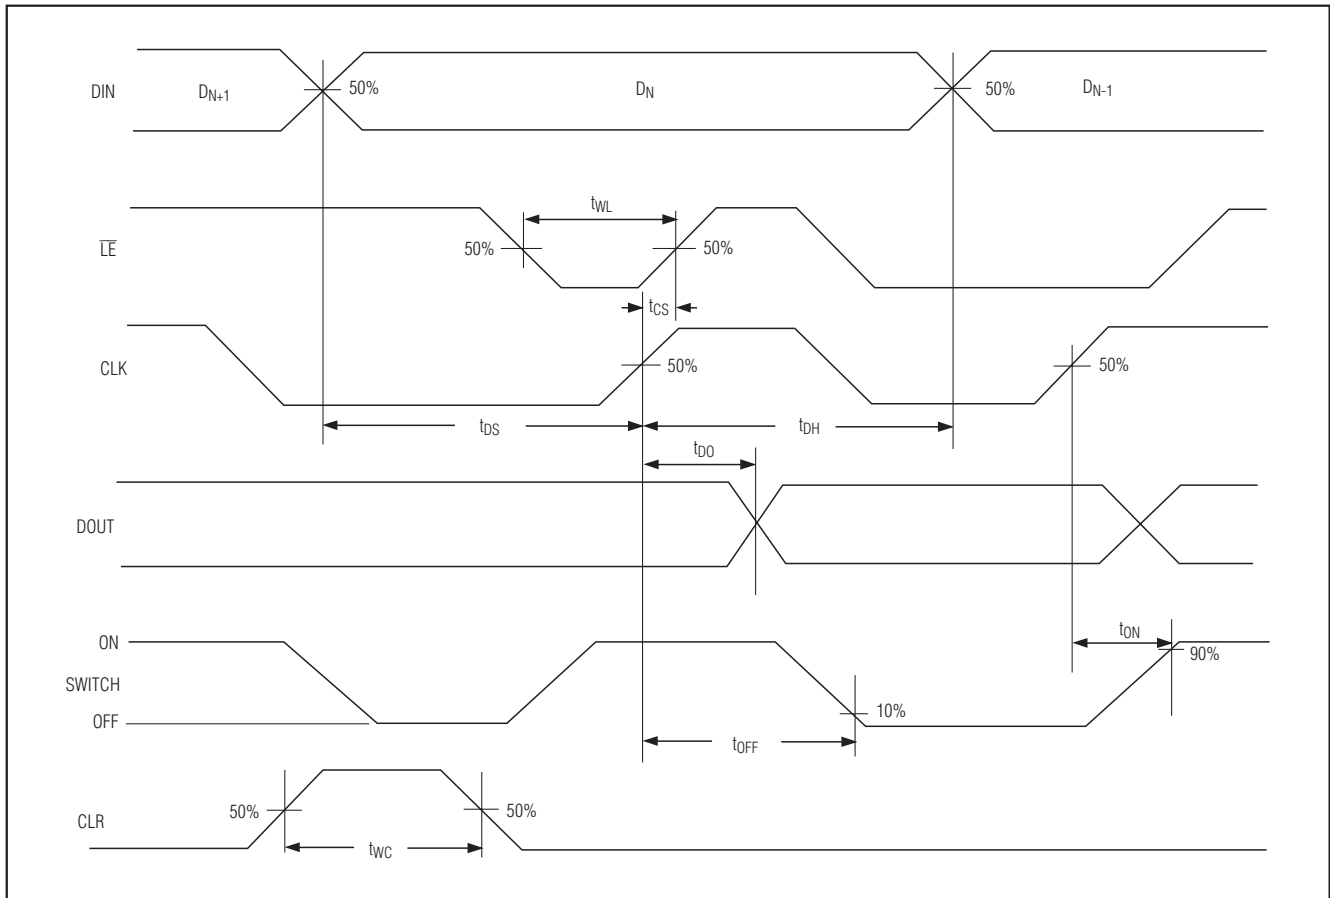 DIN
D_N+1
50%
D_N
50%
D_N-1
t_WL
L̅E̅
50%
50%
t_CS
CLK
50%
50%
t_DS
t_DH
t_DO
DOUT
ON
t_ON
90%
SWITCH
OFF
10%
t_OFF
50%
50%
CLR
t_WC